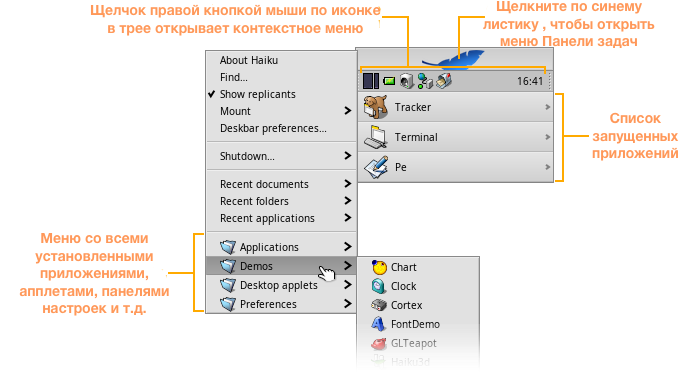 Щелчок правой кнопкой мыши по иконке
в трее открывает контекстное меню
Щелкните по синему
листику , чтобы открыть
меню Панели задач
About Haiku
Find...
Show replicants
Mount
Deskbar preferences...
Shutdown...
Recent documents
Recent folders
Recent applications
Applications
Demos
Desktop applets
Preferences
16:41
Tracker
Terminal
Pe
Список
запущенных
приложений
Меню со всеми
установленными
приложениями,
апплетами, панелями
настроек и т.д.
Chart
Clock
Cortex
FontDemo
GLTeapot
Haiku3d